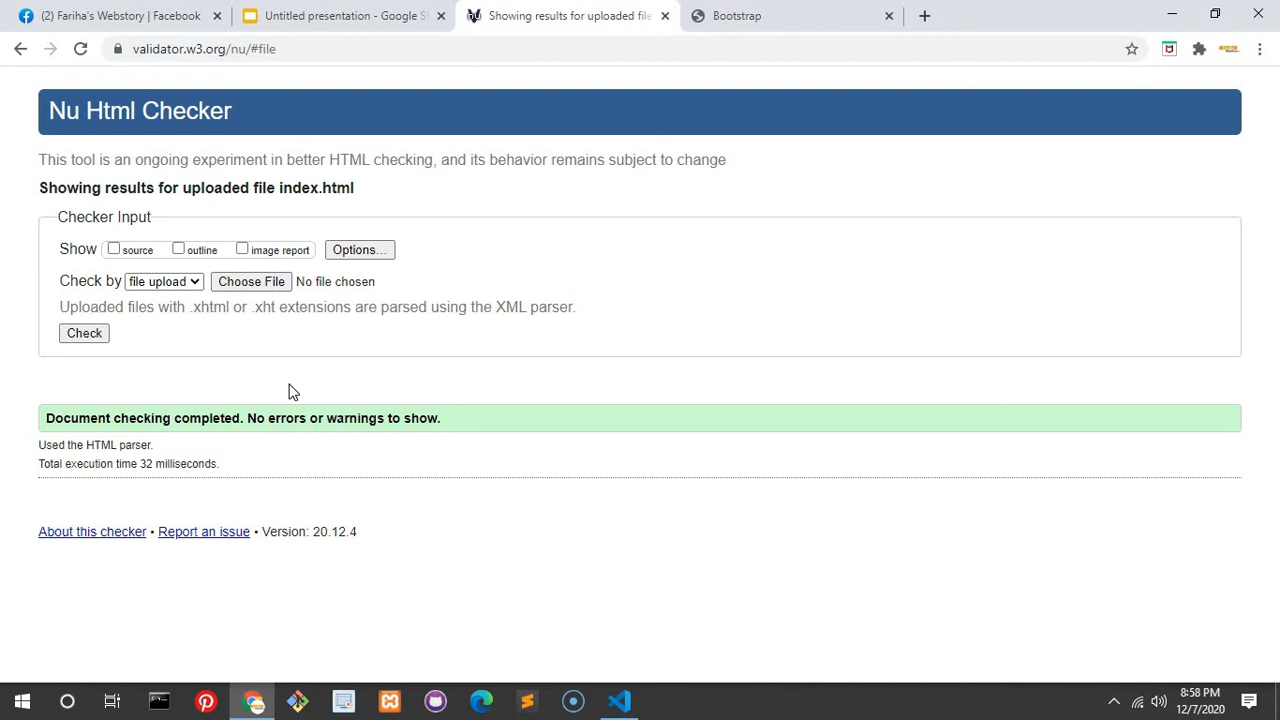 (2) Fariha's Webstory | Facebook
Untitled presentation - Google S
Showing results for uploaded file
Bootstrap
validator.w3.org/nu/#file
Nu Html Checker
This tool is an ongoing experiment in better HTML checking, and its behavior remains subject to change
Showing results for uploaded file index.html
Checker Input
Show source outline image report Options...
Check by file upload Choose File No file chosen
Uploaded files with .xhtml or .xht extensions are parsed using the XML parser.
Check
Document checking completed. No errors or warnings to show.
Used the HTML parser.
Total execution time 32 milliseconds.
About this checker • Report an issue • Version: 20.12.4
8:58 PM
12/7/2020